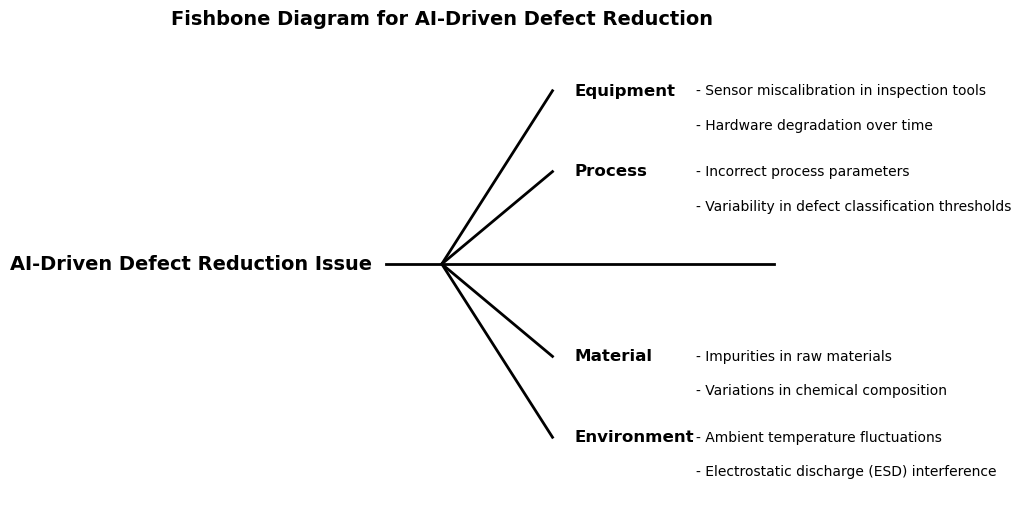 Fishbone Diagram for AI-Driven Defect Reduction
Equipment - Sensor miscalibration in inspection tools
- Hardware degradation over time
Process - Incorrect process parameters
- Variability in defect classification thresholds
AI-Driven Defect Reduction Issue
Material - Impurities in raw materials
- Variations in chemical composition
Environment - Ambient temperature fluctuations
- Electrostatic discharge (ESD) interference